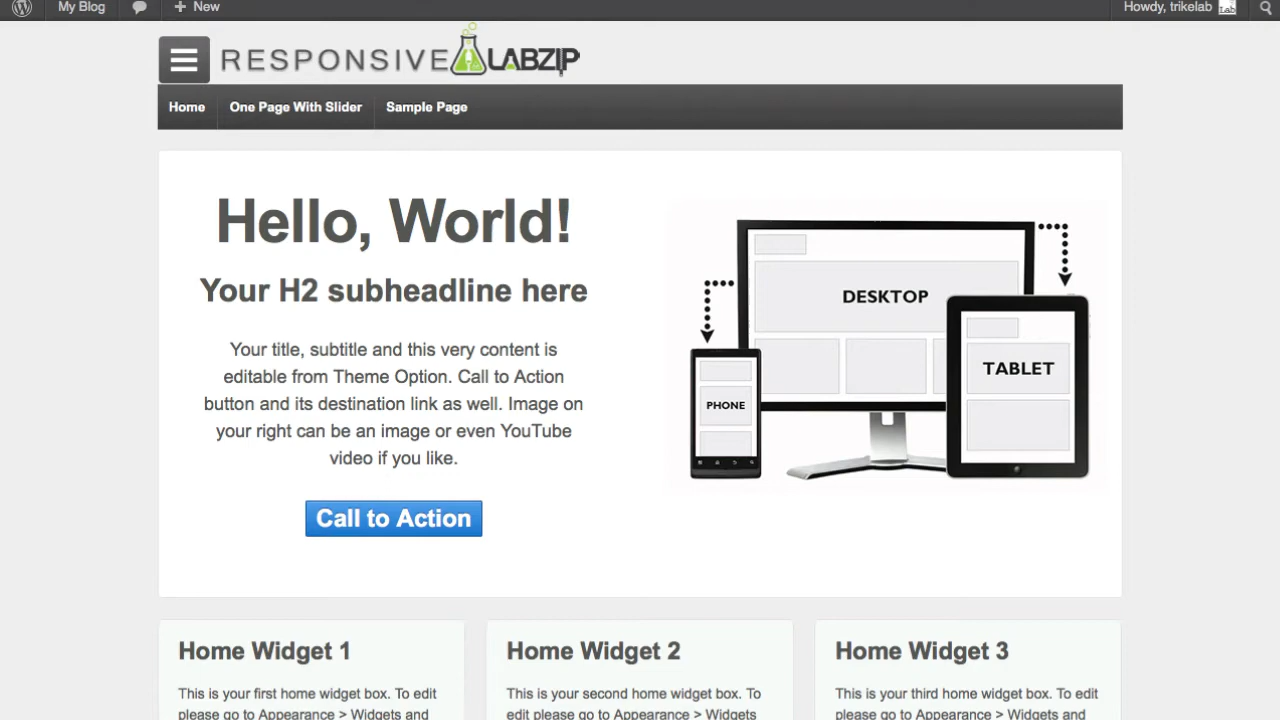 My Blog
New
Howdy, trikelab
Lab
RESPONSIVE LABZIP
Home
One Page With Slider
Sample Page
Hello, World!
Your H2 subheadline here
Your title, subtitle and this very content is
editable from Theme Option. Call to Action
button and its destination link as well. Image on
your right can be an image or even YouTube
video if you like.
Call to Action
DESKTOP
TABLET
PHONE
Home Widget 1
This is your first home widget box. To edit
please go to Appearance > Widgets and
Home Widget 2
This is your second home widget box. To
edit please go to Appearance > Widgets
Home Widget 3
This is your third home widget box. To edit
please go to Appearance > Widgets and